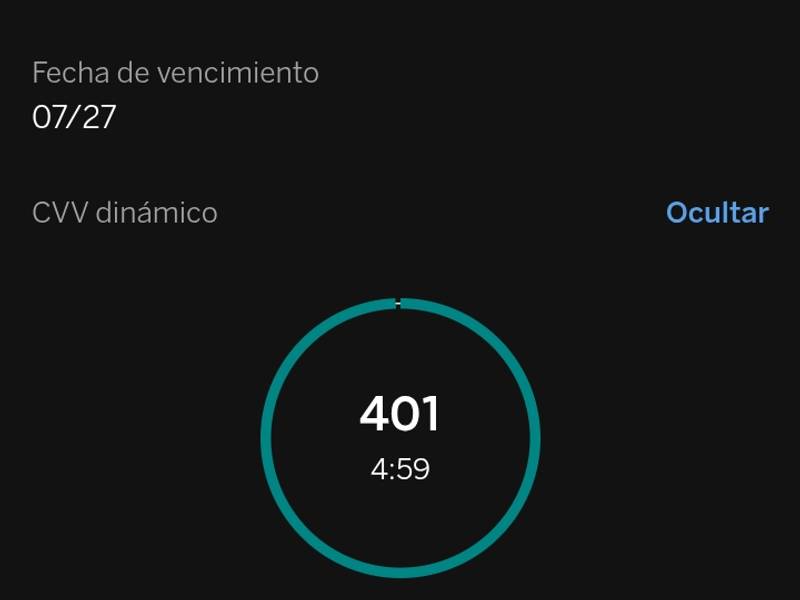 Fecha de vencimiento
07/27
CVV dinámico
Ocultar
401
4:59